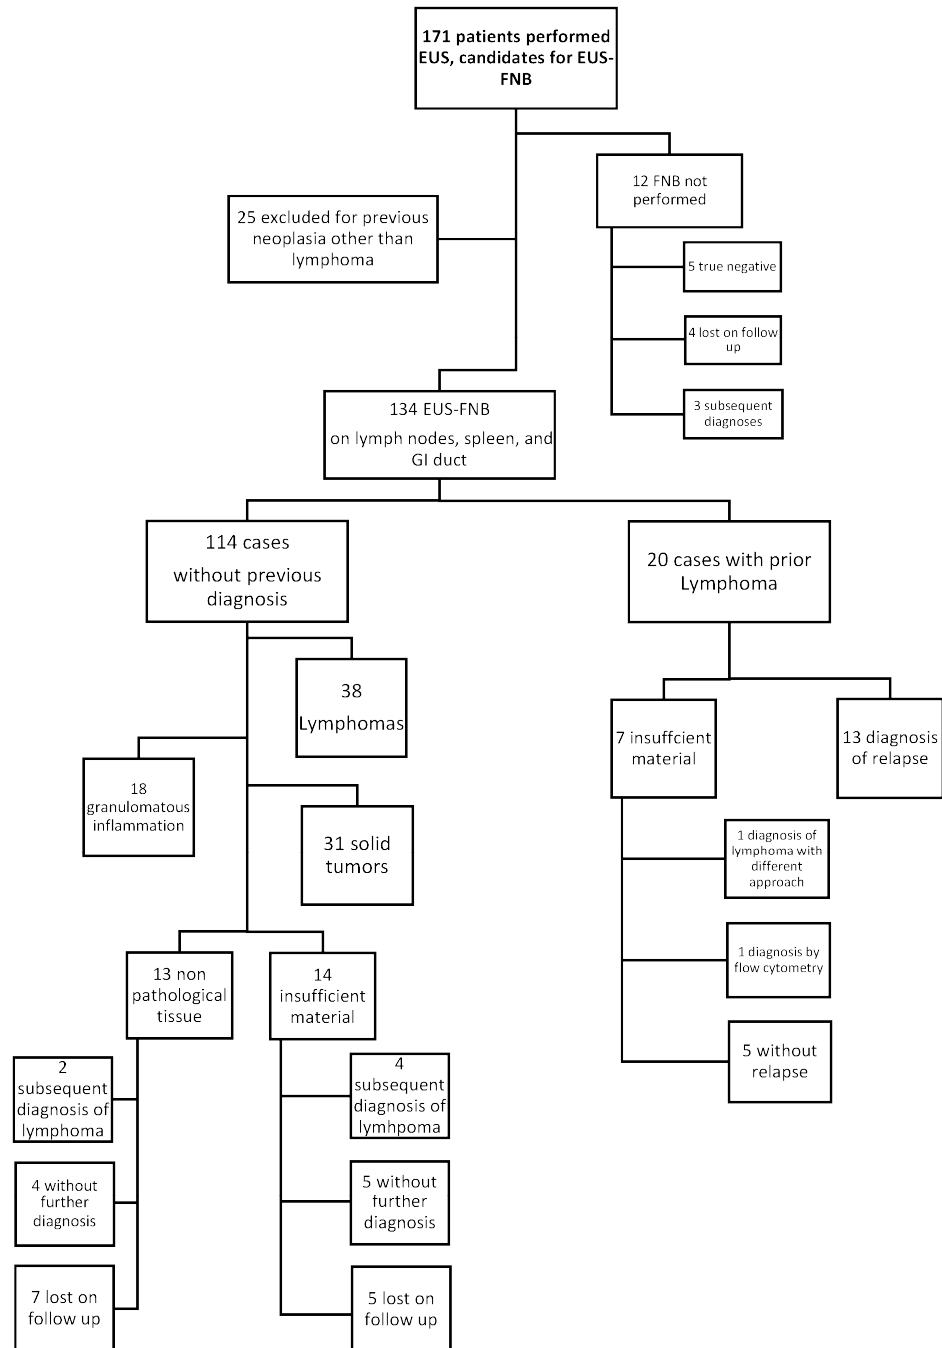 171 patients performed
EUS, candidates for EUS-
FNB
12 FNB not
performed
25 excluded for previous
neoplasia other than
lymphoma
5 true negative
4 lost on follow
up
3 subsequent
diagnoses
134 EUS-FNB
on lymph nodes, spleen, and
GI duct
114 cases
without previous
diagnosis
20 cases with prior
Lymphoma
38
Lymphomas
18
granulomatous
inflammation
31 solid
tumors
7 insuffcient
material
13 diagnosis
of relapse
1 diagnosis of
lymphoma with
different
approach
1 diagnosis by
flow cytometry
5 without
relapse
13 non
pathological
tissue
14
insufficient
material
2
subsequent
diagnosis of
lymphoma
4 without
further
diagnosis
7 lost on
follow up
4
subsequent
diagnosis of
lymhpoma
5 without
further
diagnosis
5 lost on
follow up